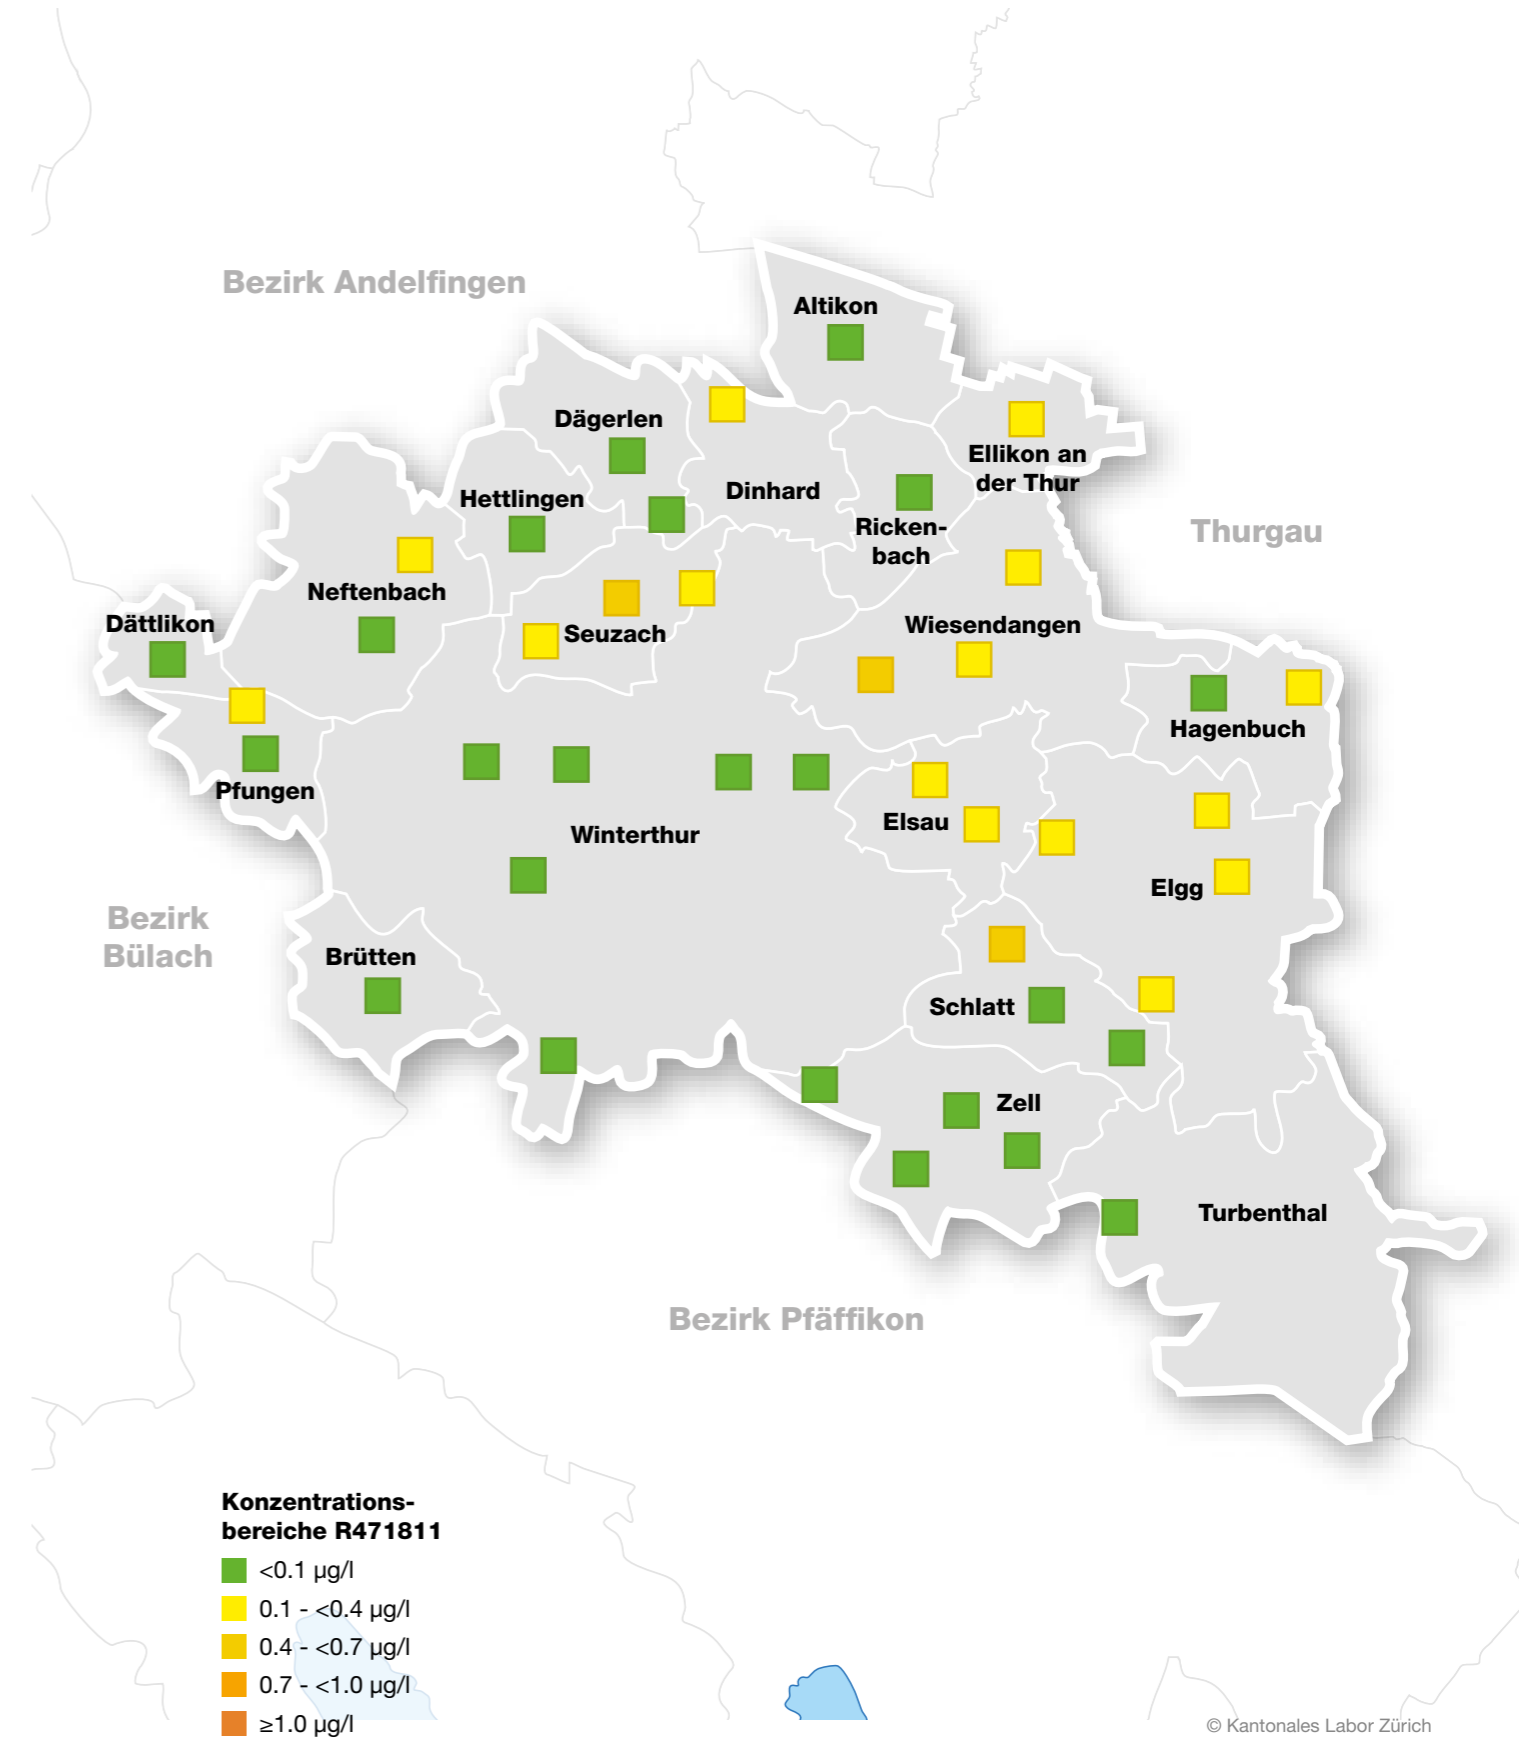 Bezirk Andelfingen
Altikon
Dägerlen
Ellikon an
der Thur
Hettlingen
Dinhard
Ricken-
bach
Thurgau
Neftenbach
Dättlikon
Seuzach
Wiesendangen
Hagenbuch
Pfungen
Elsau
Winterthur
Elgg
Bezirk
Bülach
Brütten
Schlatt
Zell
Turbenthal
Bezirk Pfäffikon
Konzentrations-
bereiche R471811
<0.1 µg/l
0.1 - <0.4 µg/l
0.4 - <0.7 µg/l
0.7 - <1.0 µg/l
≥1.0 µg/l
© Kantonales Labor Zürich